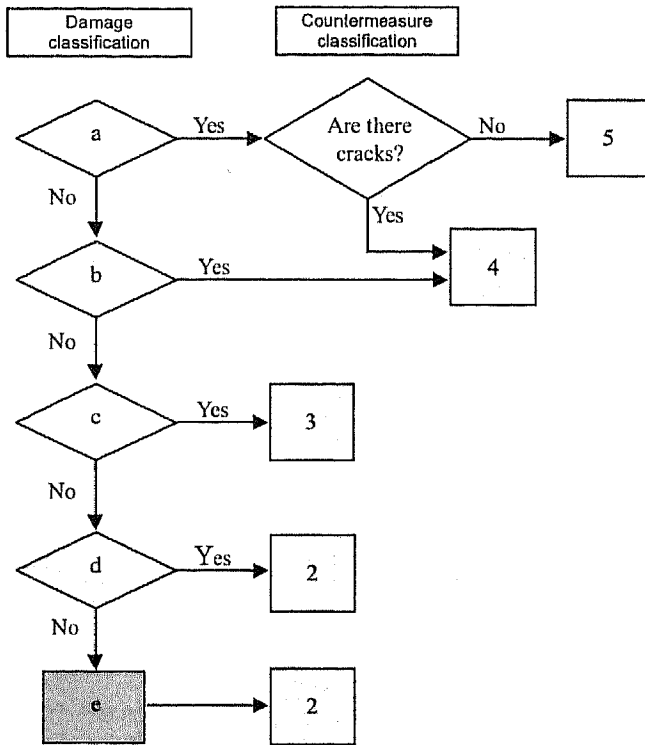 Damage
classification
Countermeasure
classification
a
Yes
Are there
cracks?
No
5
No
Yes
b
Yes
4
No
c
Yes
3
No
d
Yes
2
No
e
2